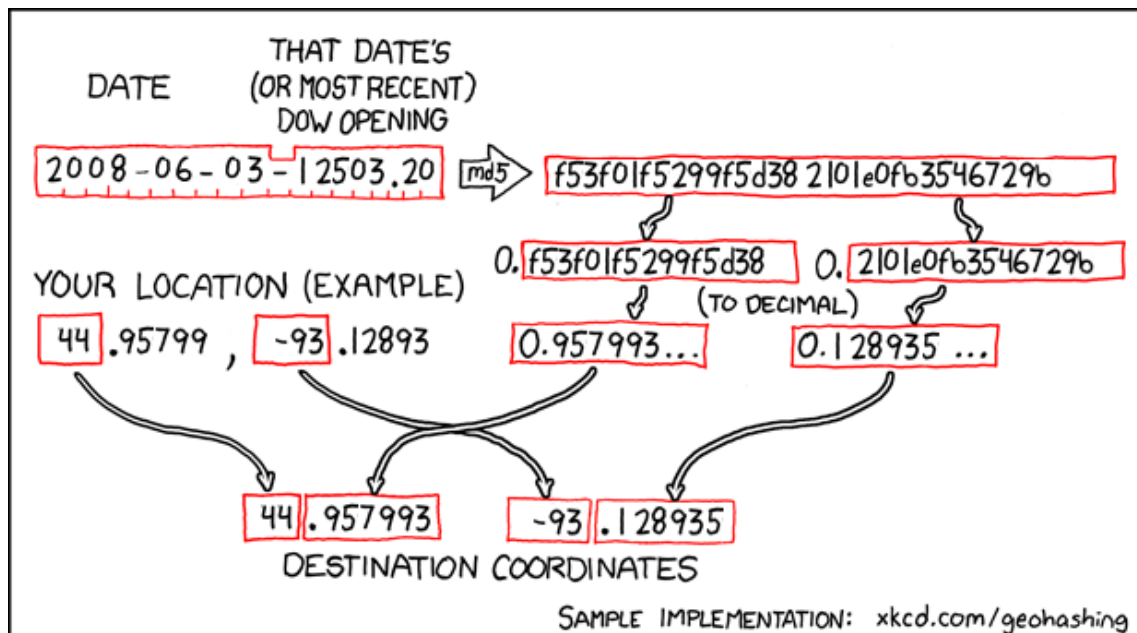 DATE
THAT DATE'S
(OR MOST RECENT)
DOW OPENING
2008-06-03-12503.20
md5
f53f01f5299f5d38 2101e0fb3546729b
0.f53f01f5299f5d38
0.2101e0fb3546729b
(TO DECIMAL)
0.957993...
0.128935 ...
YOUR LOCATION (EXAMPLE)
44.95799, -93.12893
44.957993 -93.128935
DESTINATION COORDINATES
SAMPLE IMPLEMENTATION: xkcd.com/geohashing